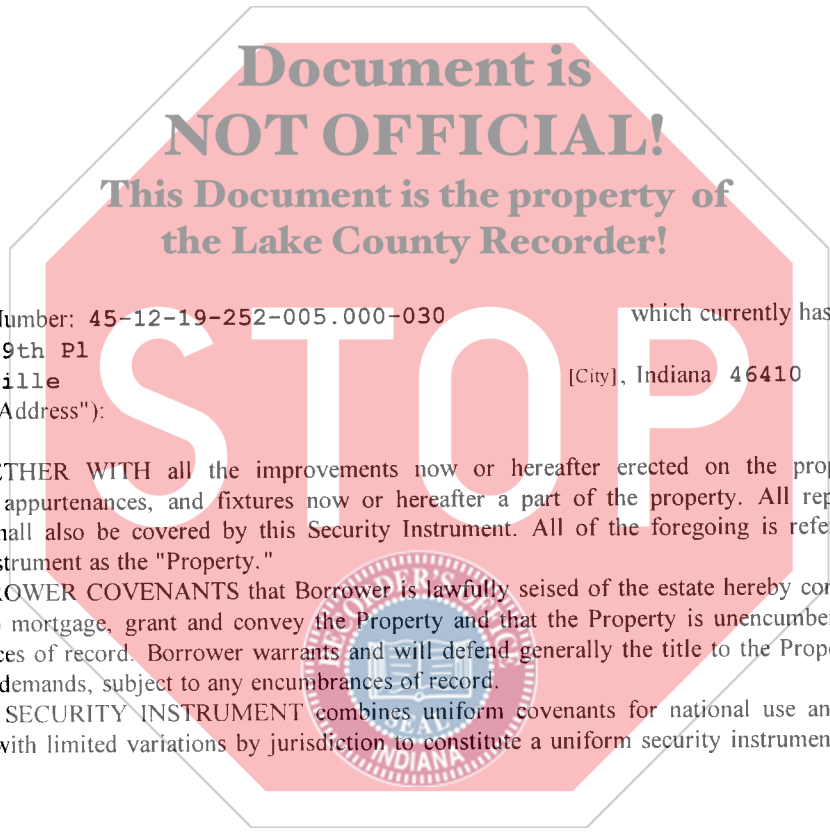 Document is
NOT OFFICIAL!
This Document is the property of
the Lake County Recorder!
STOP
Number: 45-12-19-252-005.000-030 which currently has
9th Pl
ille [City], Indiana 46410
Address"):
ETHER WITH all the improvements now or hereafter erected on the prop
appurtenances, and fixtures now or hereafter a part of the property. All rep
hall also be covered by this Security Instrument. All of the foregoing is refe
strument as the "Property."
ROWER COVENANTS that Borrower is lawfully seised of the estate hereby con
mortgage, grant and convey the Property and that the Property is unencumber
ces of record. Borrower warrants and will defend generally the title to the Prope
demands, subject to any encumbrances of record.
SECURITY INSTRUMENT combines uniform covenants for national use an
with limited variations by jurisdiction to constitute a uniform security instrumen
RECORDER'S OFFICE
SEAL
INDIANA